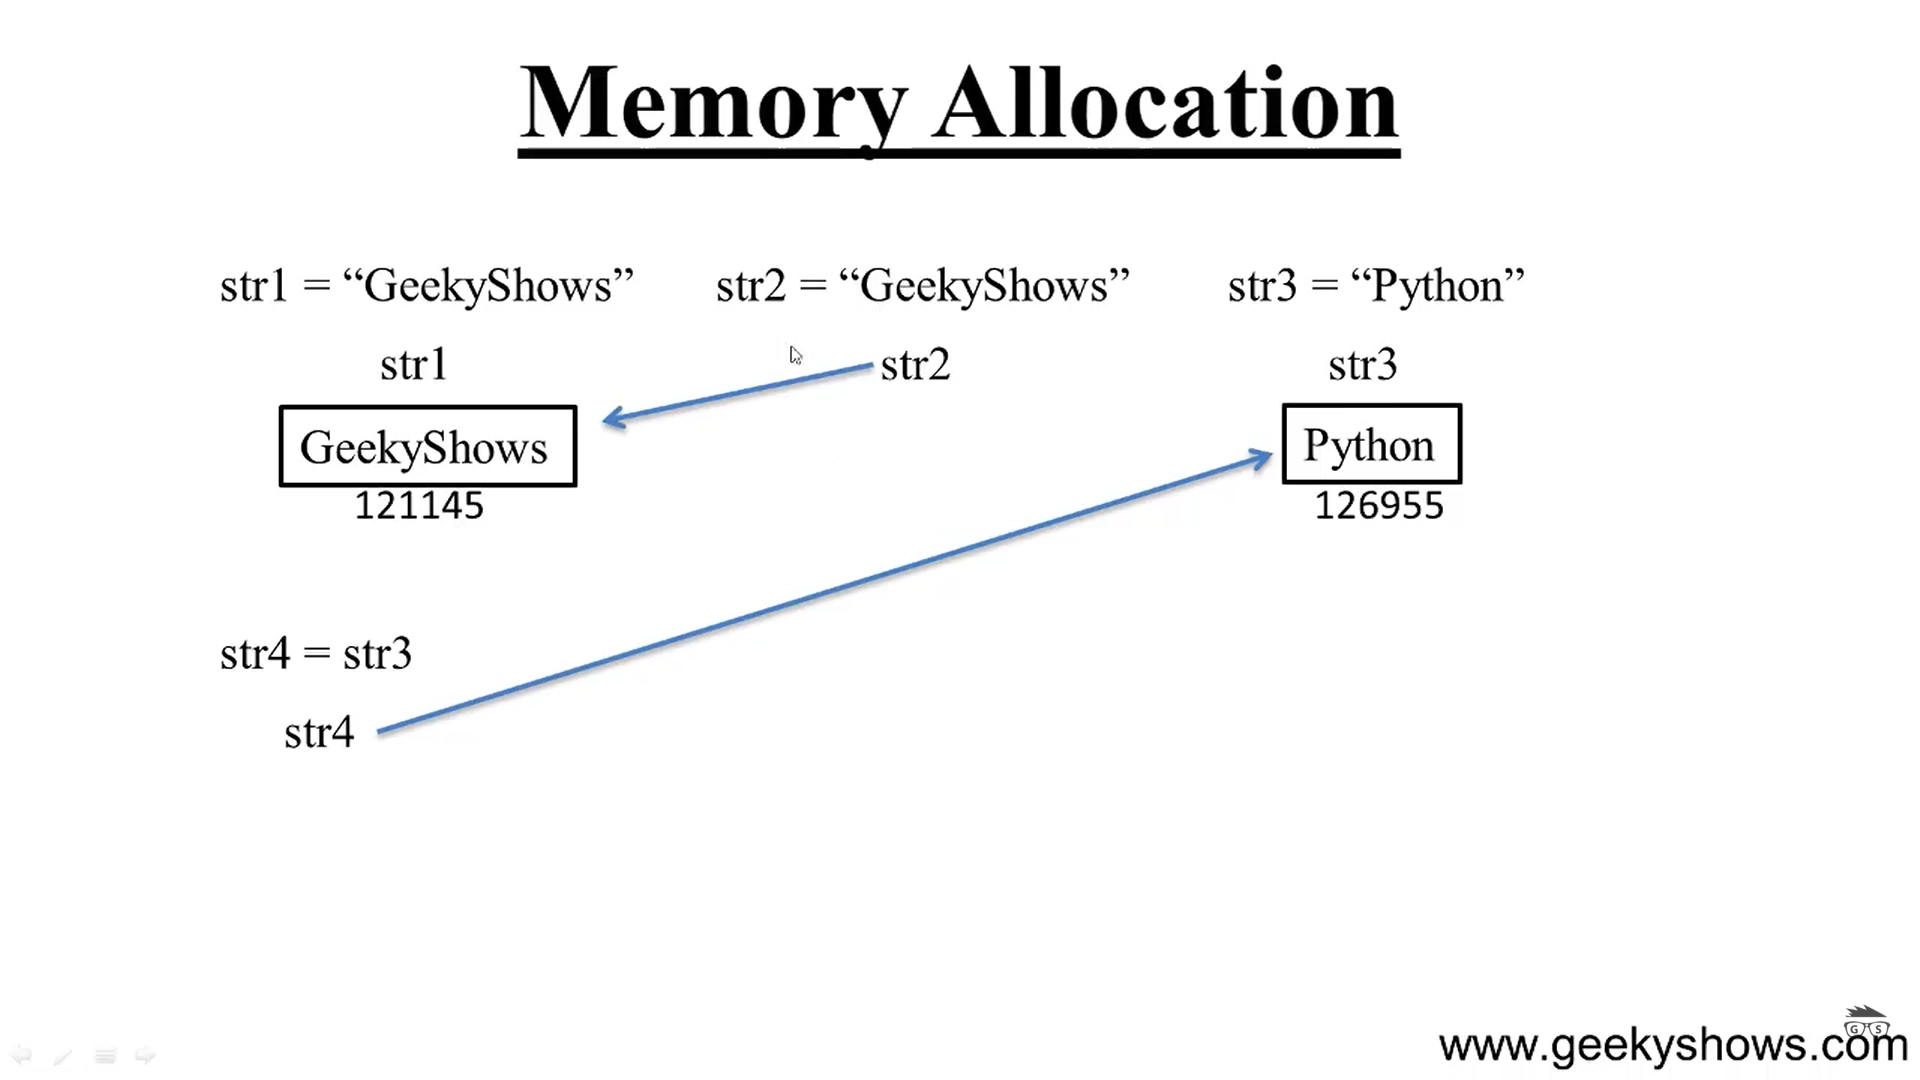 Memory Allocation
str1 = “GeekyShows” str2 = “GeekyShows” str3 = “Python”
str1 str2 str3
GeekyShows Python
121145 126955
str4 = str3
str4
G S
www.geekyshows.com